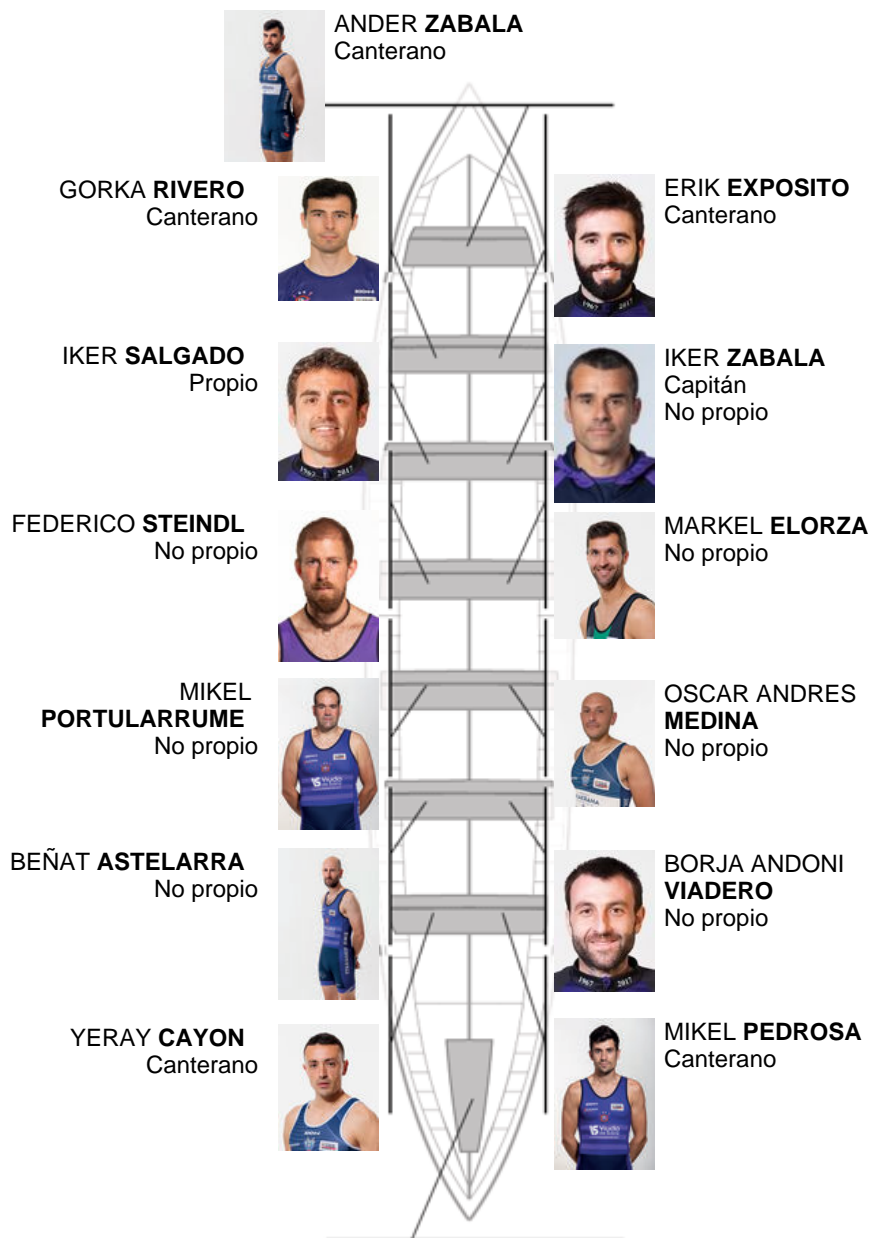 ANDER ZABALA
Canterano
GORKA RIVERO
Canterano
ERIK EXPOSITO
Canterano
IKER SALGADO
Propio
IKER ZABALA
Capitán
No propio
FEDERICO STEINDL
No propio
MARKEL ELORZA
No propio
MIKEL
PORTULARRUME
No propio
OSCAR ANDRES
MEDINA
No propio
BEÑAT ASTELARRA
No propio
BORJA ANDONI
VIADERO
No propio
YERAY CAYON
Canterano
MIKEL PEDROSA
Canterano